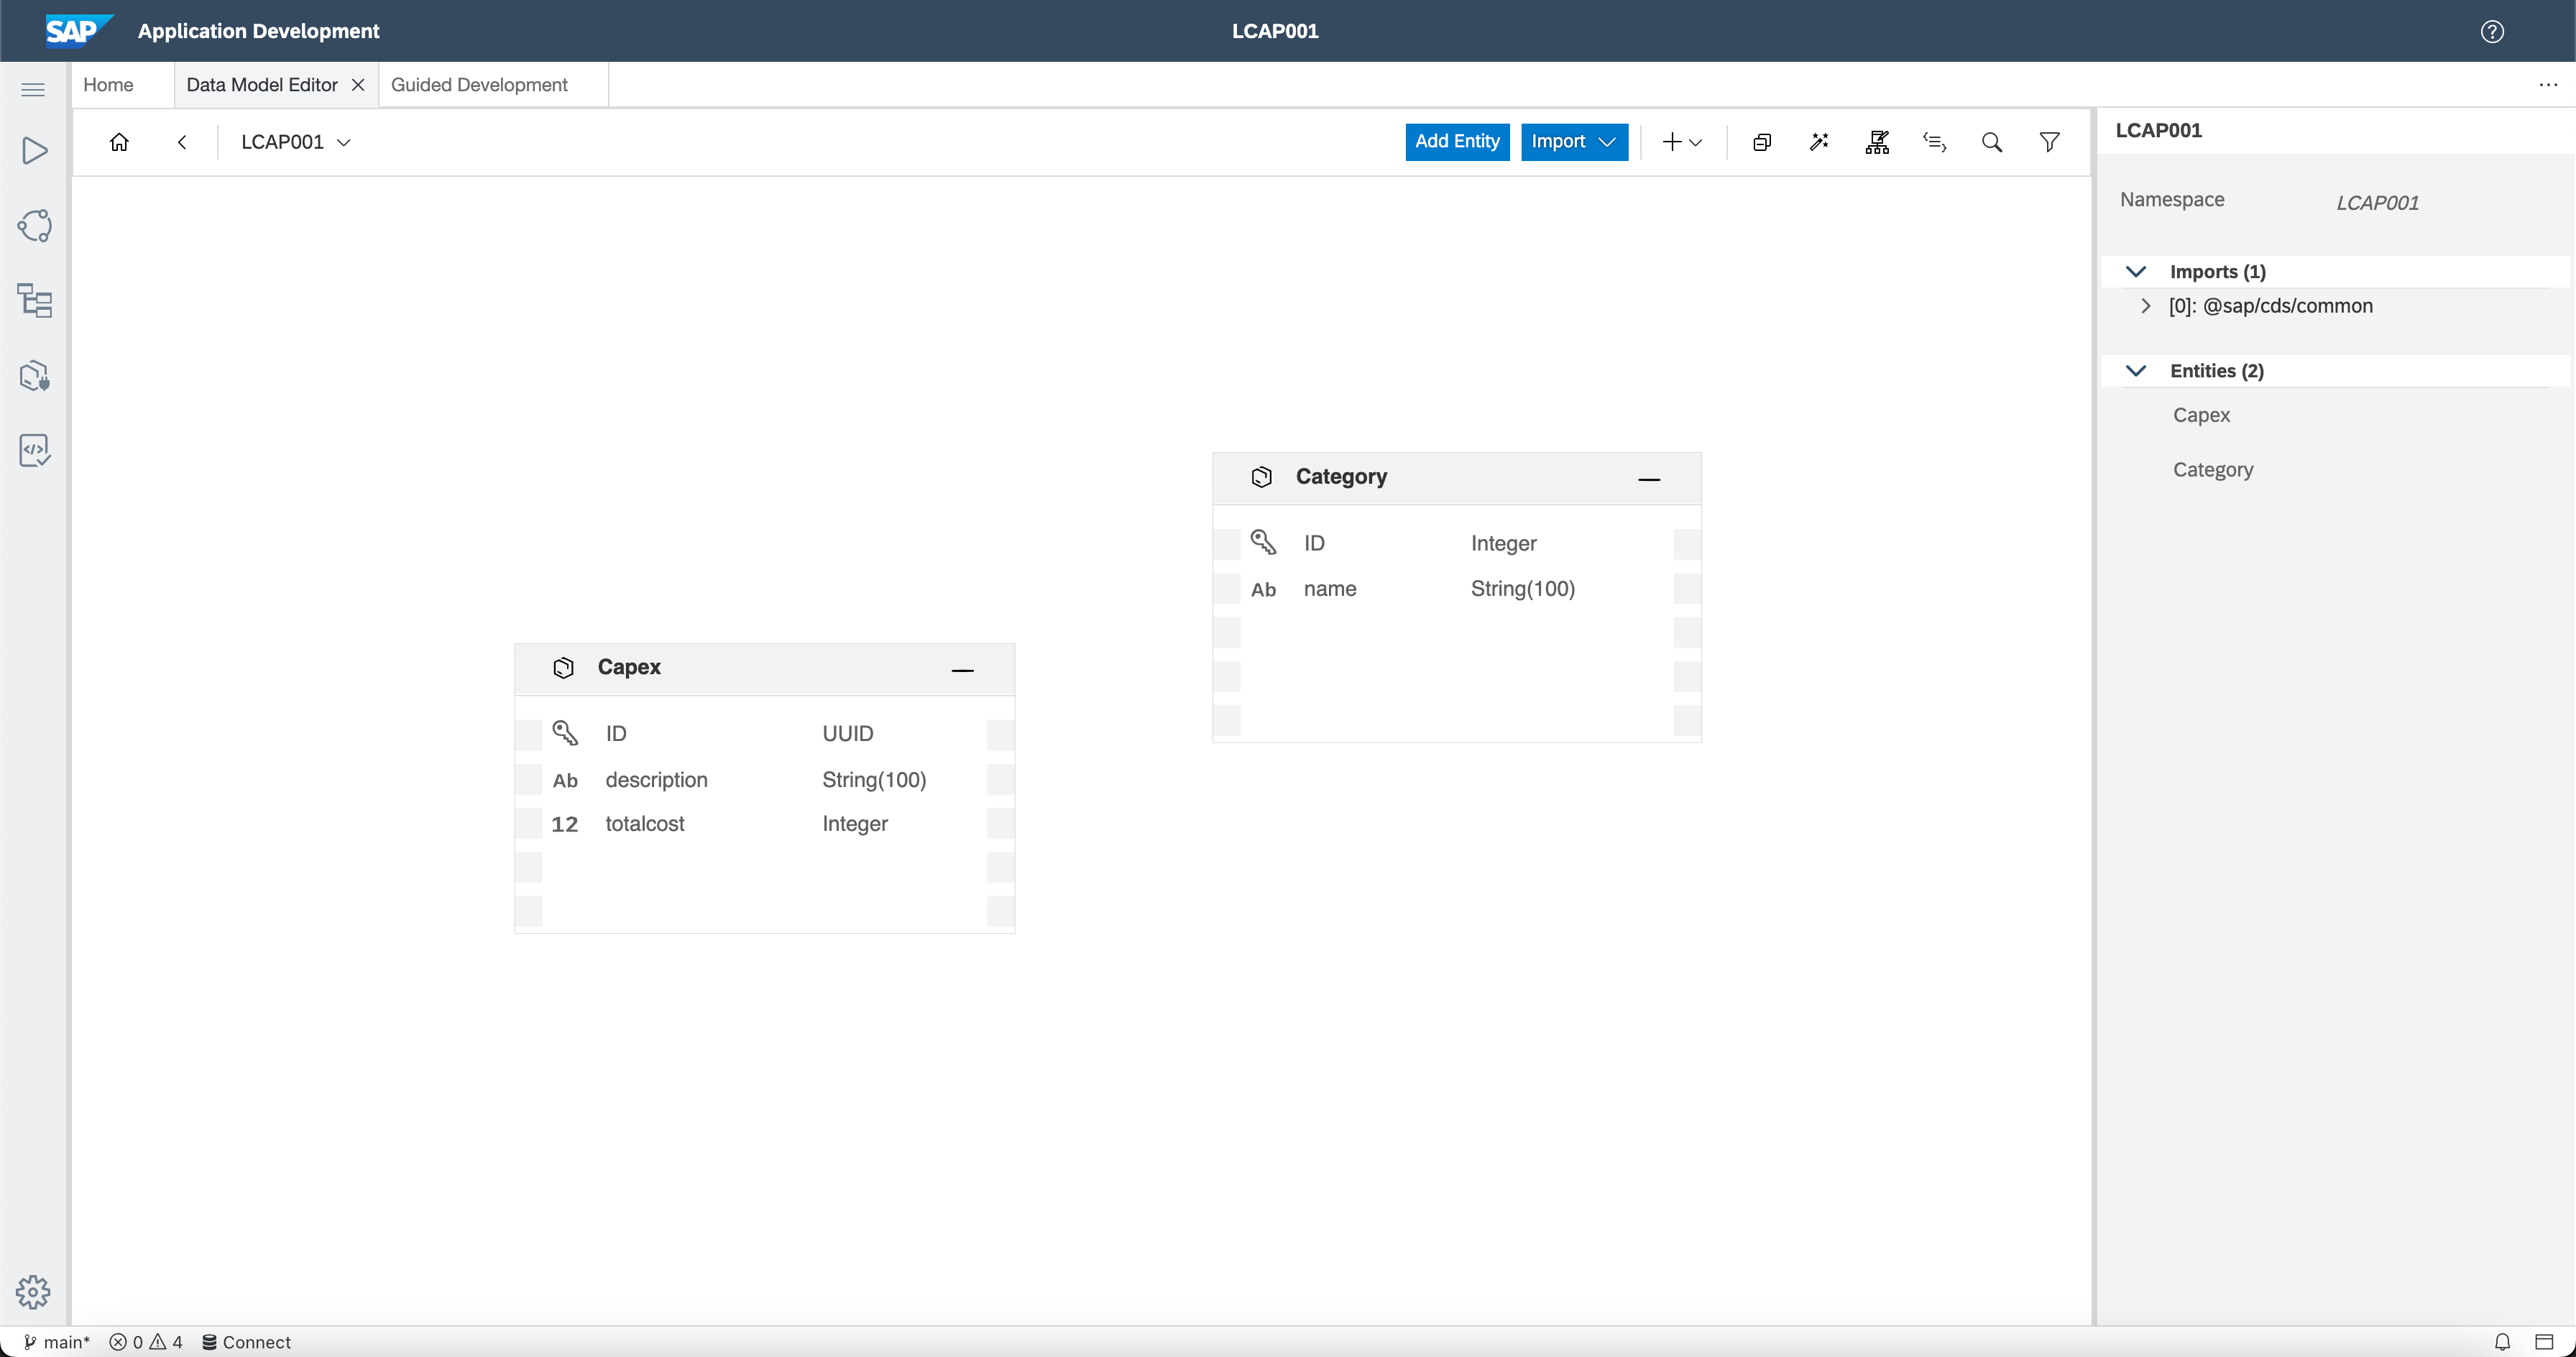 SAP Application Development LCAP001
Home Data Model Editor Guided Development
LCAP001 Add Entity Import
LCAP001
Namespace LCAP001
Imports (1)
[0]: @sap/cds/common
Entities (2)
Capex
Category
Category
ID Integer
Ab name String(100)
Capex
ID UUID
Ab description String(100)
12 totalcost Integer
main* 0 4 Connect